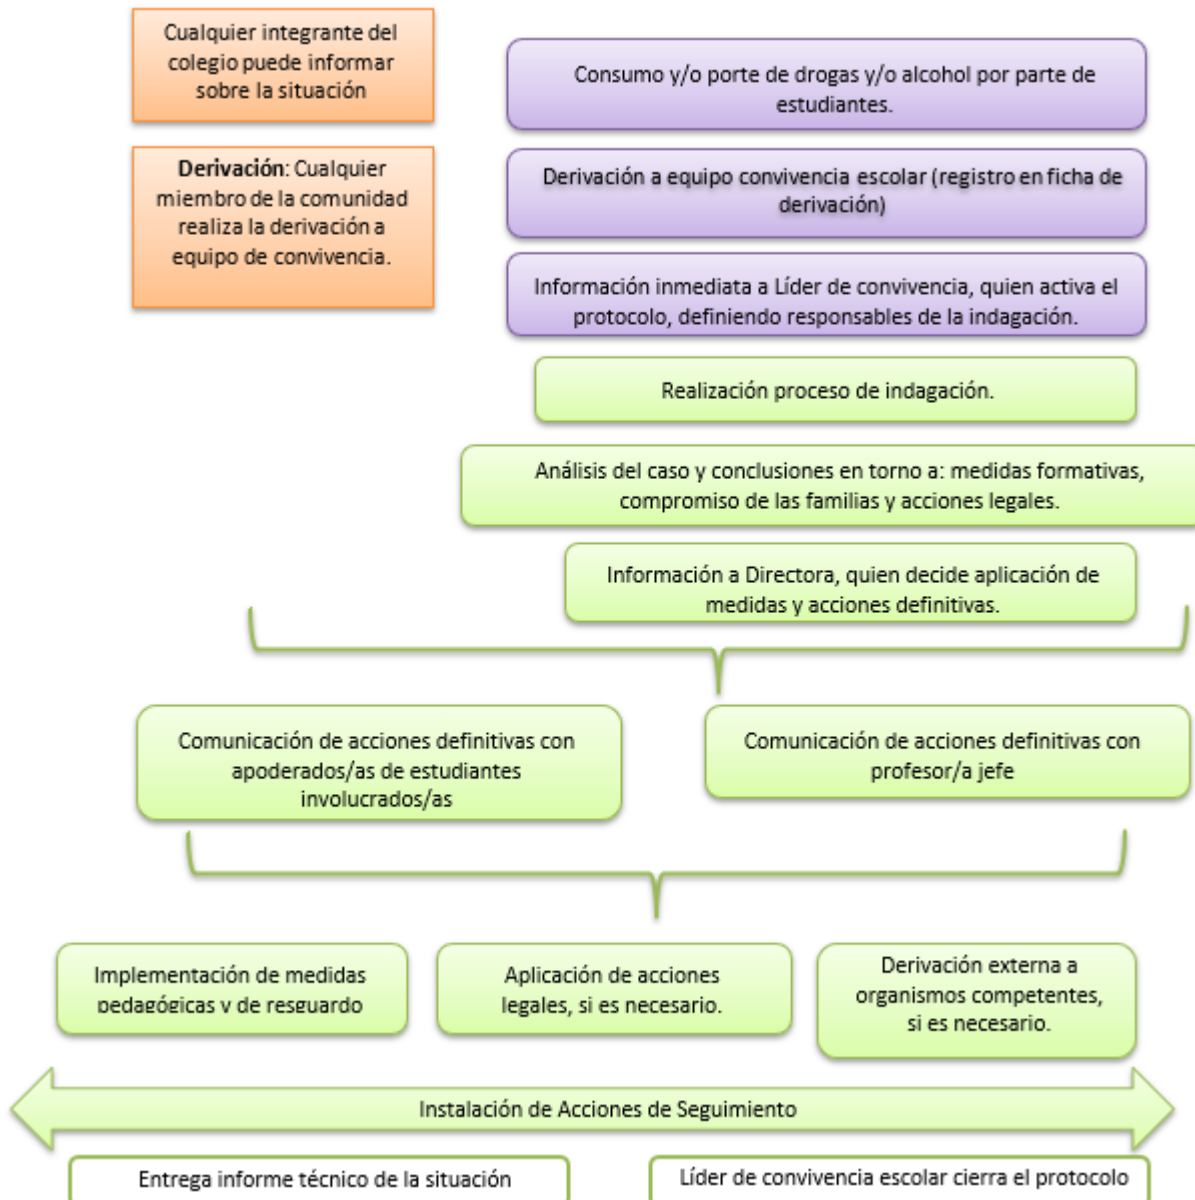 Cualquier integrante del
colegio puede informar
sobre la situación
Consumo y/o porte de drogas y/o alcohol por parte de
estudiantes.
Derivación: Cualquier
miembro de la comunidad
realiza la derivación a
equipo de convivencia.
Derivación a equipo convivencia escolar (registro en ficha de
derivación)
Información inmediata a Líder de convivencia, quien activa el
protocolo, definiendo responsables de la indagación.
Realización proceso de indagación.
Análisis del caso y conclusiones en torno a: medidas formativas,
compromiso de las familias y acciones legales.
Información a Directora, quien decide aplicación de
medidas y acciones definitivas.
Comunicación de acciones definitivas con
apoderados/as de estudiantes
involucrados/as
Comunicación de acciones definitivas con
profesor/a jefe
Implementación de medidas
pedagógicas y de resguardo
Aplicación de acciones
legales, si es necesario.
Derivación externa a
organismos competentes,
si es necesario.
Instalación de Acciones de Seguimiento
Entrega informe técnico de la situación
Líder de convivencia escolar cierra el protocolo